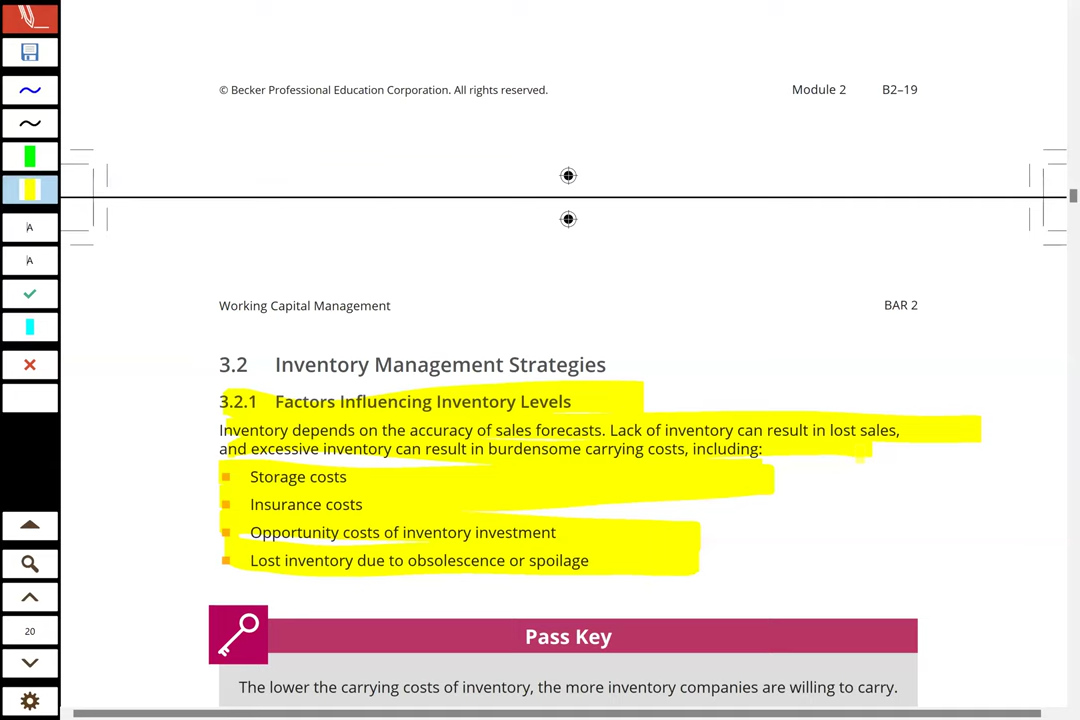 © Becker Professional Education Corporation. All rights reserved.
Module 2 B2–19
Working Capital Management
BAR 2
3.2 Inventory Management Strategies
3.2.1 Factors Influencing Inventory Levels
Inventory depends on the accuracy of sales forecasts. Lack of inventory can result in lost sales,
and excessive inventory can result in burdensome carrying costs, including:
Storage costs
Insurance costs
Opportunity costs of inventory investment
Lost inventory due to obsolescence or spoilage
Pass Key
The lower the carrying costs of inventory, the more inventory companies are willing to carry.
A
A
20